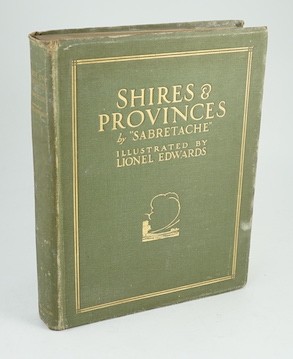 SHIRES &
PROVINCES
by "SABRETACHE"
ILLUSTRATED BY
LIONEL EDWARDS